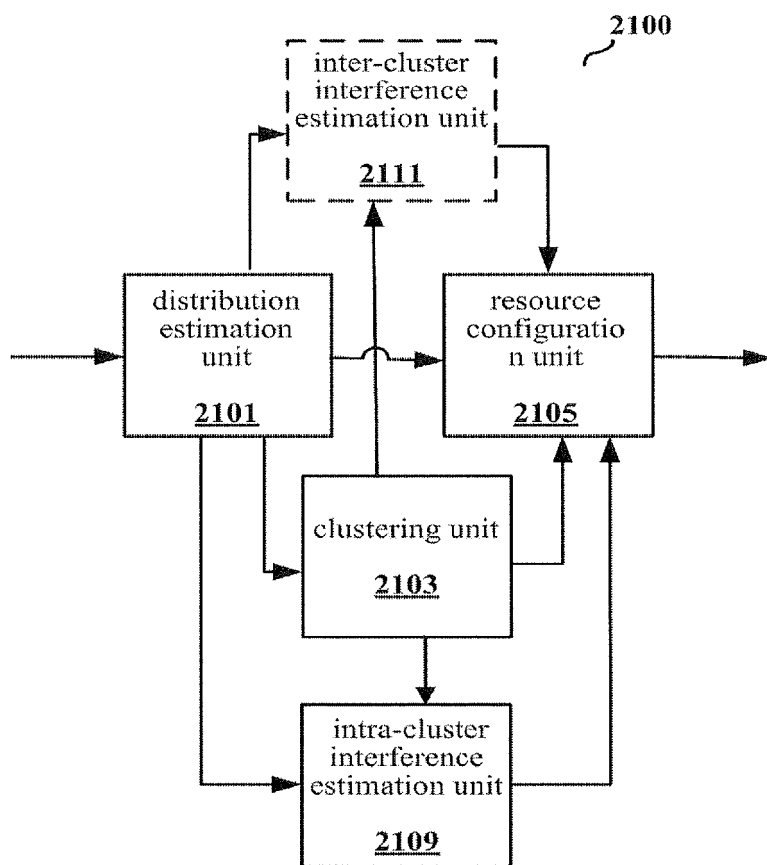 2100
inter-cluster
interference
estimation unit
2111
distribution
estimation
unit
2101
resource
configuratio
n unit
2105
clustering unit
2103
intra-cluster
interference
estimation unit
2109